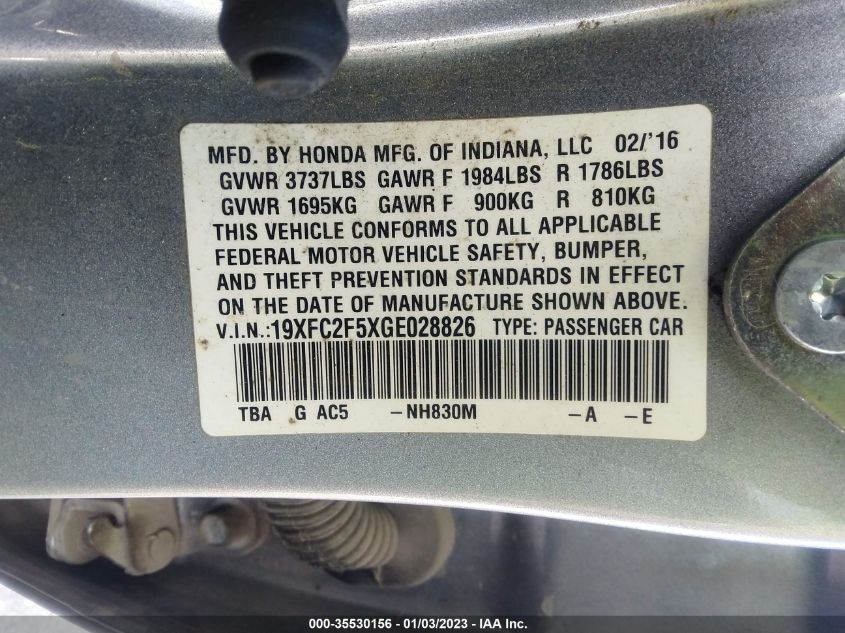 MFD. BY HONDA MFG. OF INDIANA, LLC 02/'16
GVWR 3737LBS GAWR F 1984LBS R 1786LBS
GVWR 1695KG GAWR F 900KG R 810KG
THIS VEHICLE CONFORMS TO ALL APPLICABLE
FEDERAL MOTOR VEHICLE SAFETY, BUMPER,
AND THEFT PREVENTION STANDARDS IN EFFECT
ON THE DATE OF MANUFACTURE SHOWN ABOVE.
V.I.N.:19XFC2F5XGE028826 TYPE: PASSENGER CAR
TBA G AC5 -NH830M -A -E
000-35530156 — 01/03/2023 — IAA Inc.